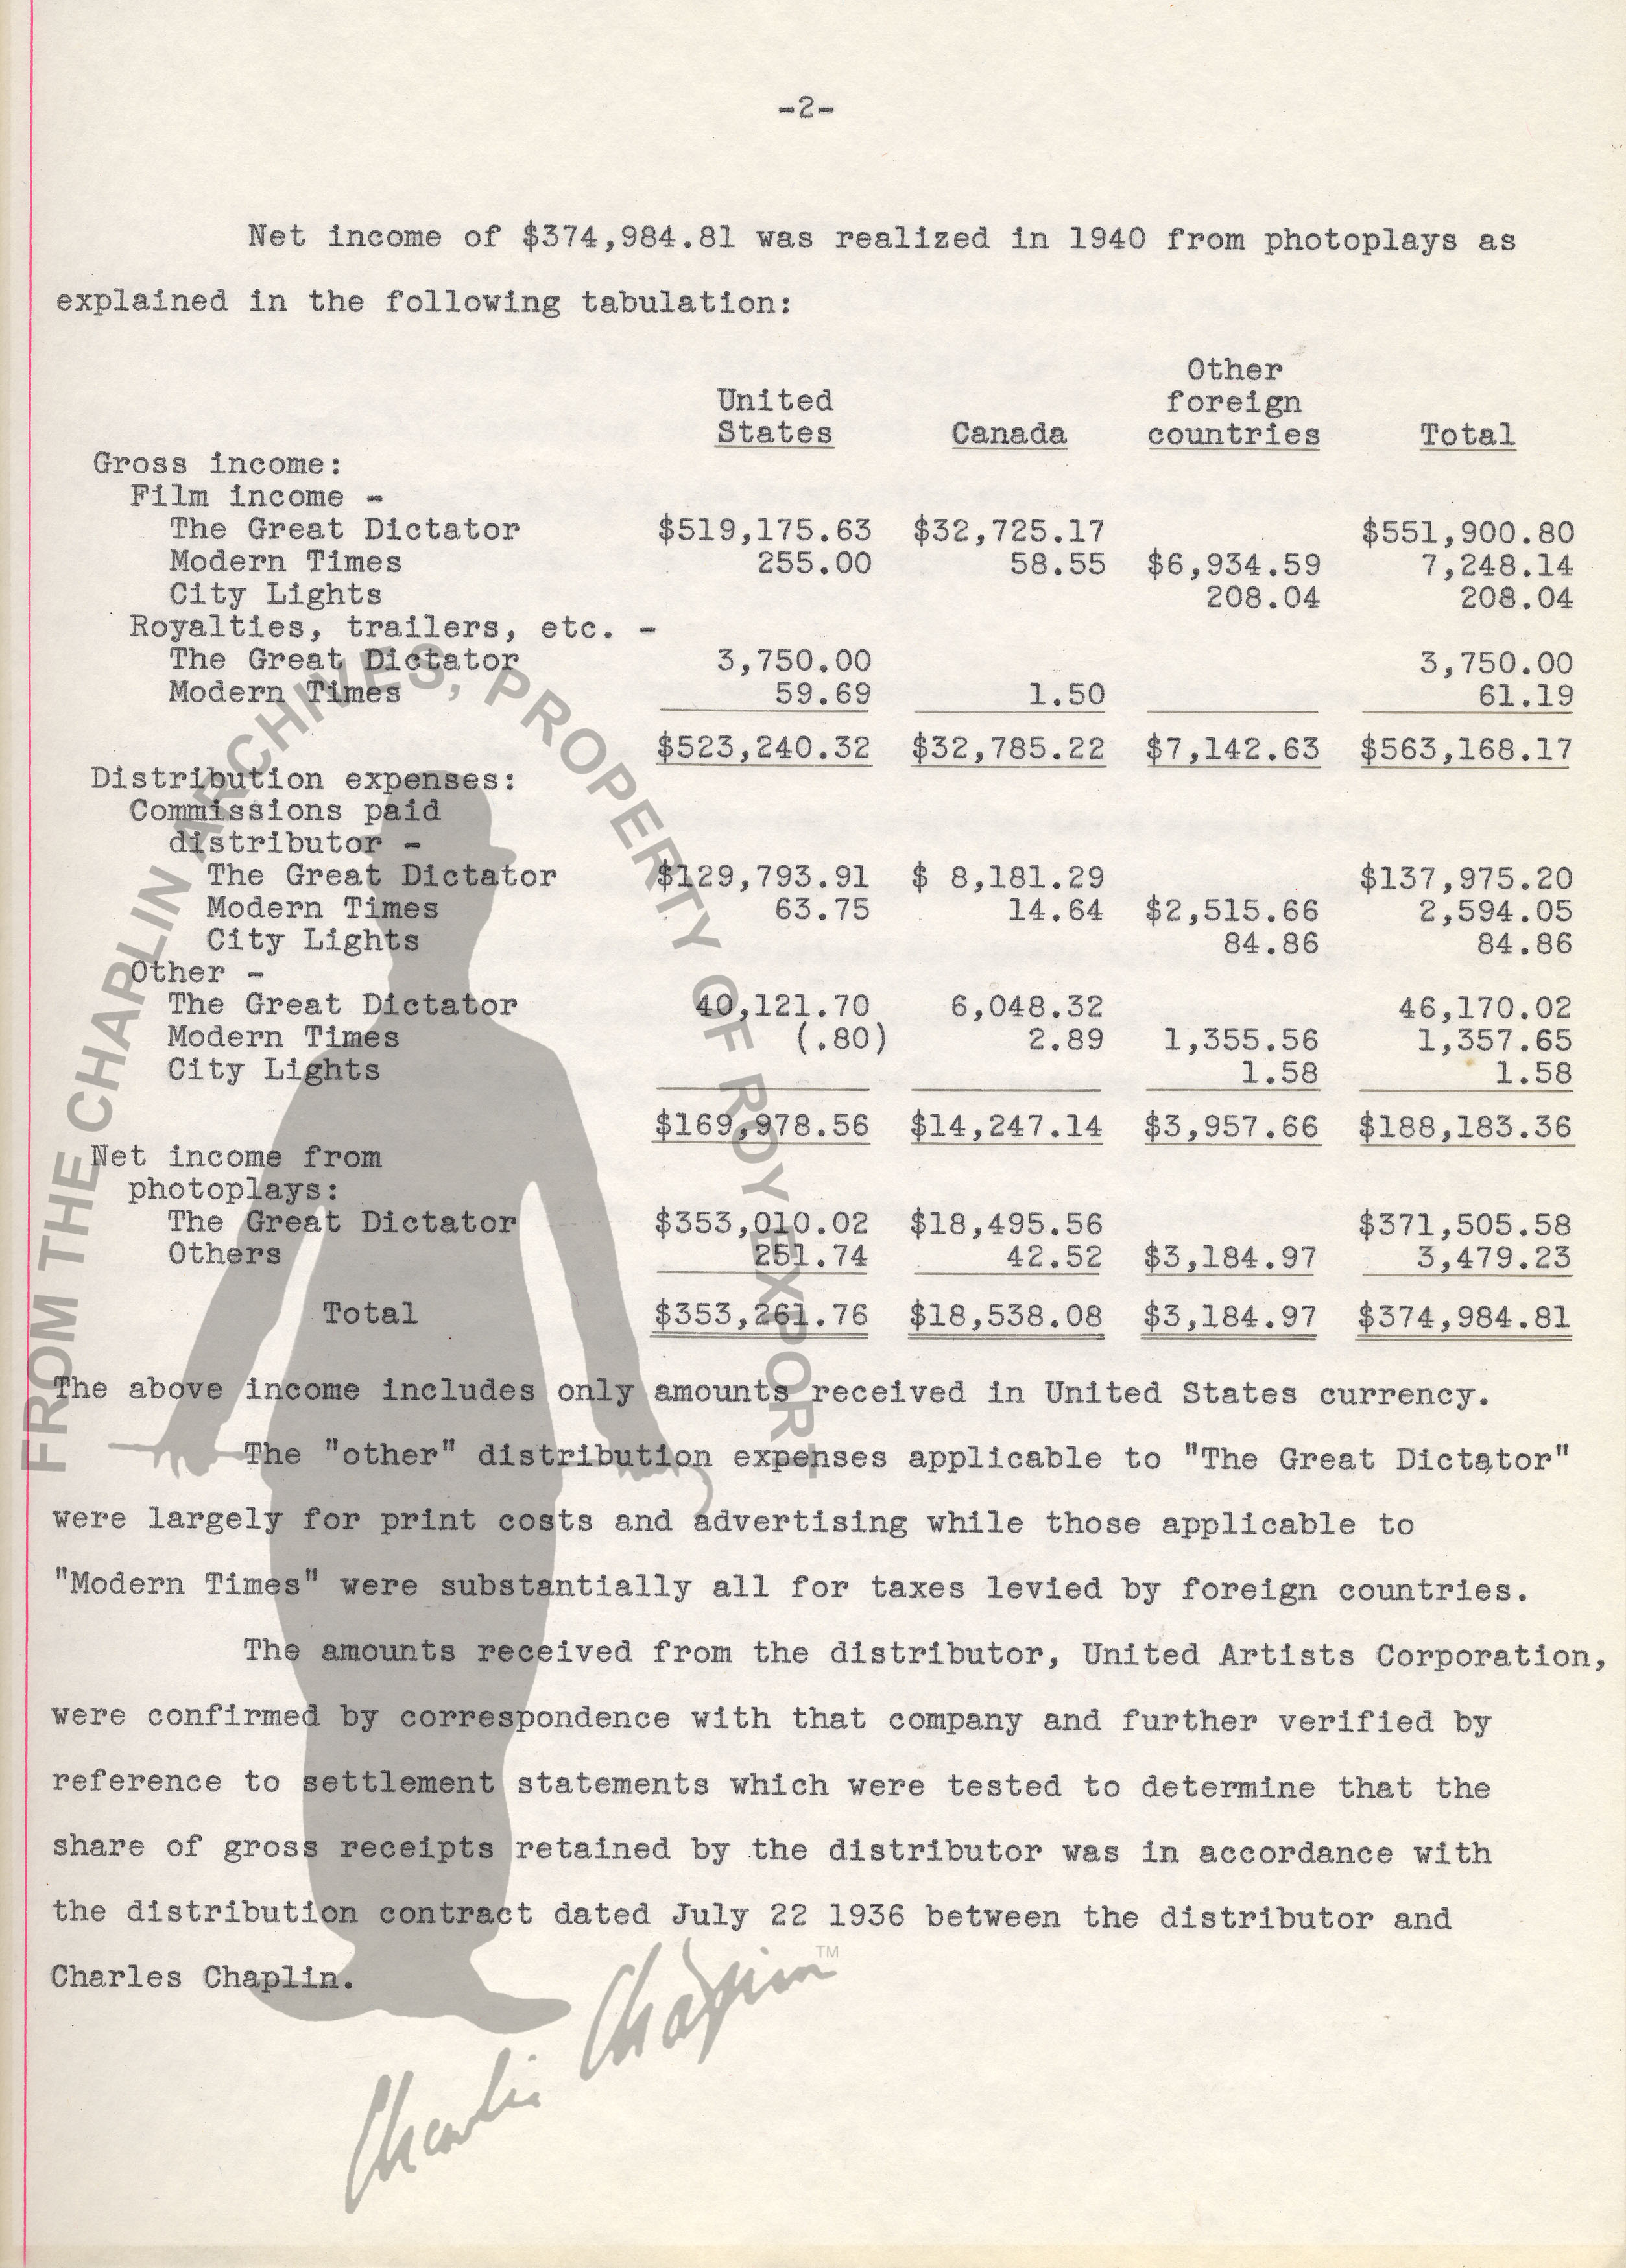 -2-
Net income of $374,984.81 was realized in 1940 from photoplays as
explained in the following tabulation:
Other
United foreign
States Canada countries Total
Gross income:
Film income -
The Great Dictator $519,175.63 $32,725.17 $551,900.80
Modern Times 255.00 58.55 $6,934.59 7,248.14
City Lights 208.04 208.04
Royalties, trailers, etc. -
The Great Dictator 3,750.00 3,750.00
Modern Times 59.69 1.50 61.19
$523,240.32 $32,785.22 $7,142.63 $563,168.17
Distribution expenses:
Commissions paid
distributor -
The Great Dictator $129,793.91 $ 8,181.29 $137,975.20
Modern Times 63.75 14.64 $2,515.66 2,594.05
City Lights 84.86 84.86
Other -
The Great Dictator 40,121.70 6,048.32 46,170.02
Modern Times (.80) 2.89 1,355.56 1,357.65
City Lights 1.58 1.58
$169,978.56 $14,247.14 $3,957.66 $188,183.36
Net income from
photoplays:
The Great Dictator $353,010.02 $18,495.56 $371,505.58
Others 251.74 42.52 $3,184.97 3,479.23
Total $353,261.76 $18,538.08 $3,184.97 $374,984.81
The above income includes only amounts received in United States currency.
The "other" distribution expenses applicable to "The Great Dictator"
were largely for print costs and advertising while those applicable to
"Modern Times" were substantially all for taxes levied by foreign countries.
The amounts received from the distributor, United Artists Corporation,
were confirmed by correspondence with that company and further verified by
reference to settlement statements which were tested to determine that the
share of gross receipts retained by the distributor was in accordance with
the distribution contract dated July 22 1936 between the distributor and
Charles Chaplin.
FROM THE CHAPLIN ARCHIVES, PROPERTY OF ROY EXPORT
Charlie Chaplin TM